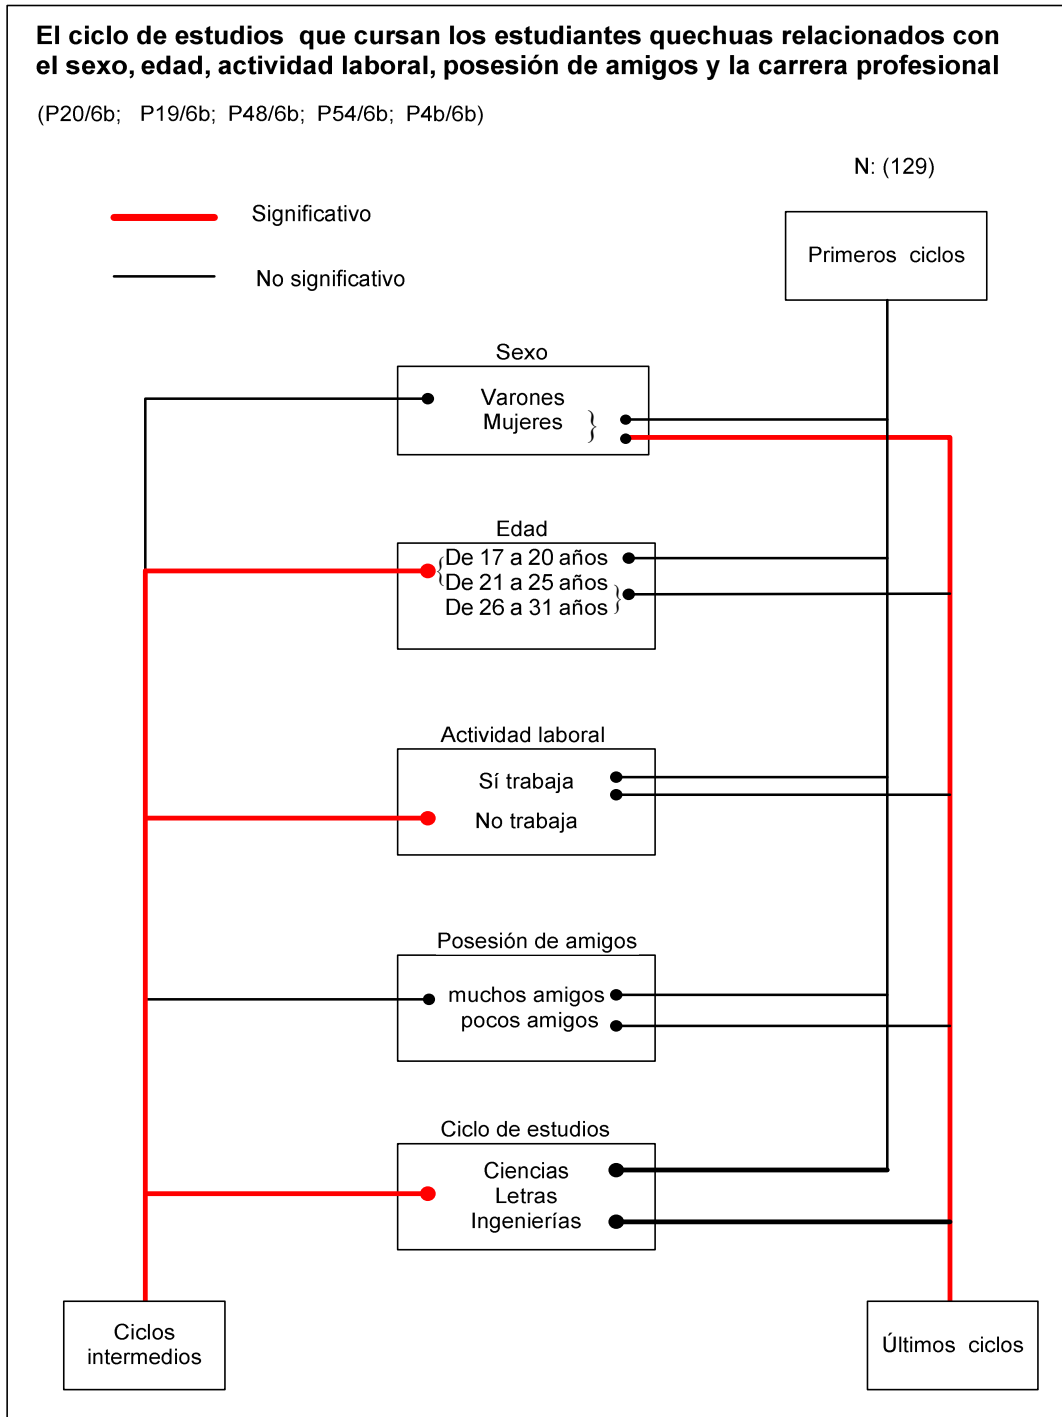 El ciclo de estudios que cursan los estudiantes quechuas relacionados con
el sexo, edad, actividad laboral, posesión de amigos y la carrera profesional
(P20/6b; P19/6b; P48/6b; P54/6b; P4b/6b)
N: (129)
Significativo
No significativo
Primeros ciclos
Sexo
Varones
Mujeres
Edad
De 17 a 20 años
De 21 a 25 años
De 26 a 31 años
Actividad laboral
Sí trabaja
No trabaja
Posesión de amigos
muchos amigos
pocos amigos
Ciclo de estudios
Ciencias
Letras
Ingenierías
Ciclos
intermedios
Últimos ciclos